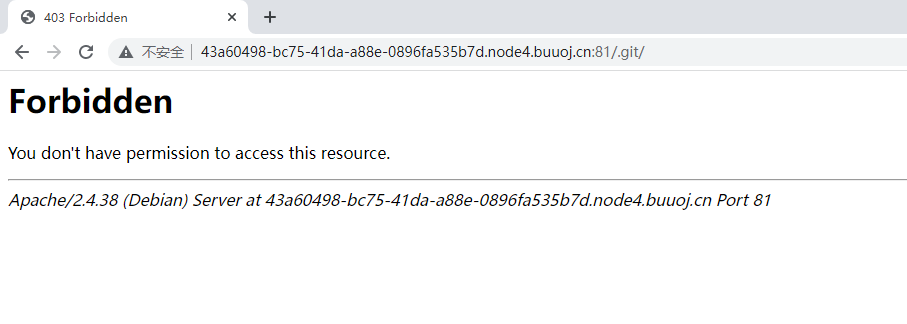 403 Forbidden
不安全 43a60498-bc75-41da-a88e-0896fa535b7d.node4.buuoj.cn:81/.git/
Forbidden
You don't have permission to access this resource.
Apache/2.4.38 (Debian) Server at 43a60498-bc75-41da-a88e-0896fa535b7d.node4.buuoj.cn Port 81